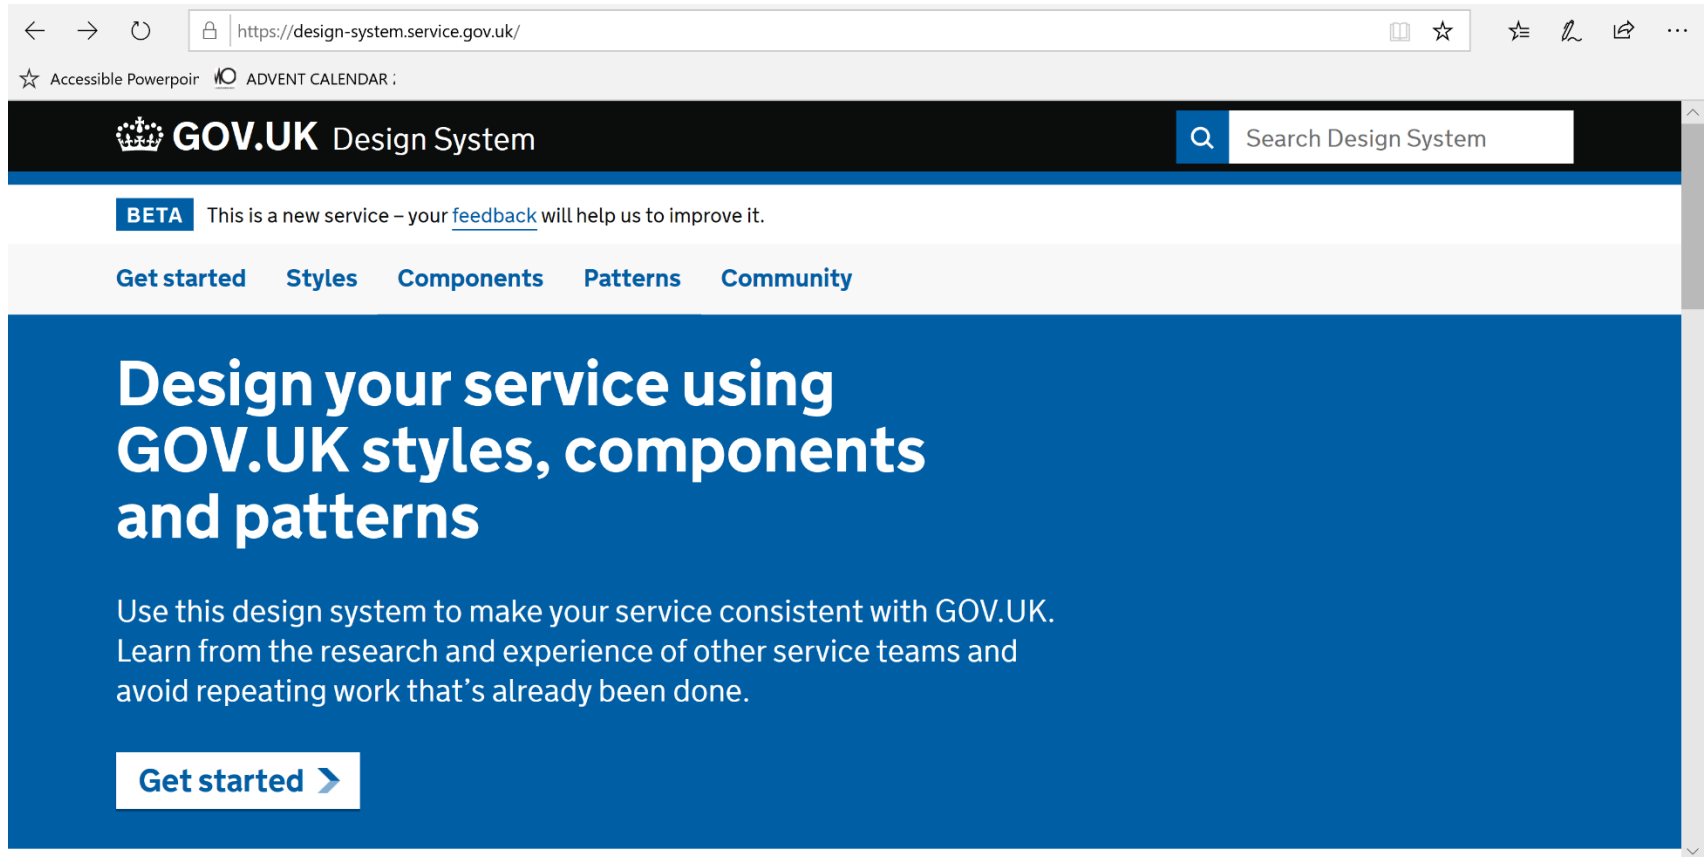 https://design-system.service.gov.uk/
Accessible Powerpoin ADVENT CALENDAR
GOV.UK Design System Search Design System
BETA This is a new service – your feedback will help us to improve it.
Get started Styles Components Patterns Community
Design your service using
GOV.UK styles, components
and patterns
Use this design system to make your service consistent with GOV.UK.
Learn from the research and experience of other service teams and
avoid repeating work that’s already been done.
Get started